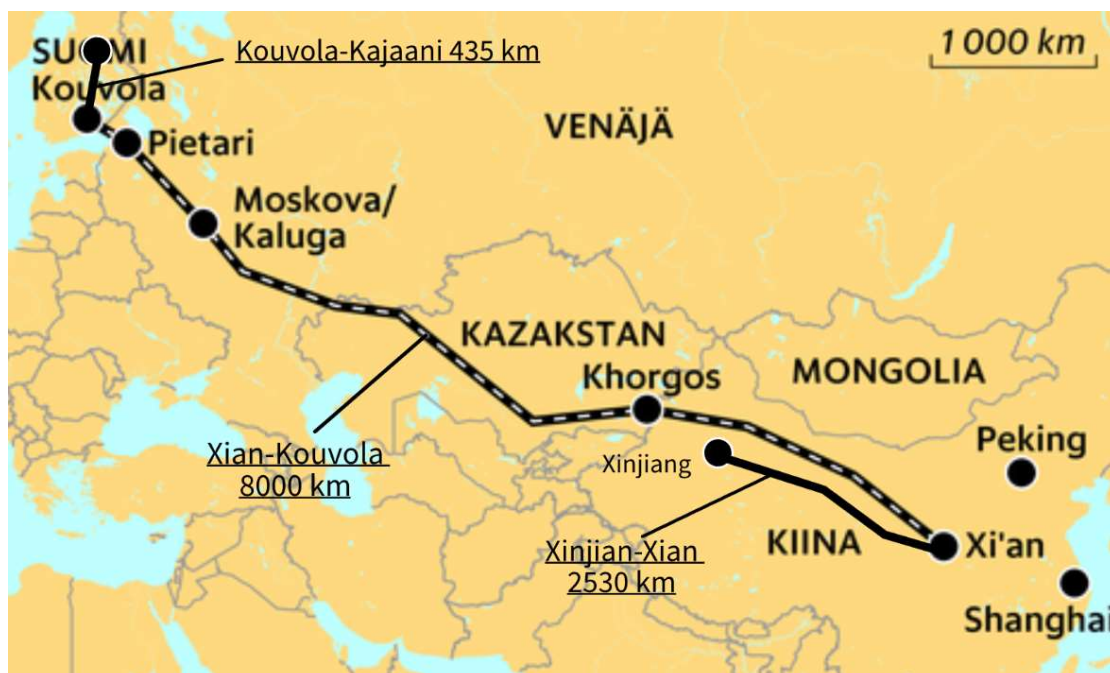 SUOMI
Kouvola-Kajaani 435 km
1 000 km
Kouvola
Pietari
VENÄJÄ
Moskova/
Kaluga
KAZAKSTAN
Khorgos
MONGOLIA
Xian-Kouvola
8000 km
Xinjiang
Peking
Xinjian-Xian
2530 km
KIINA
Xi'an
Shanghai